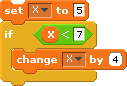 set X to 5
if X < 7
change X by 4